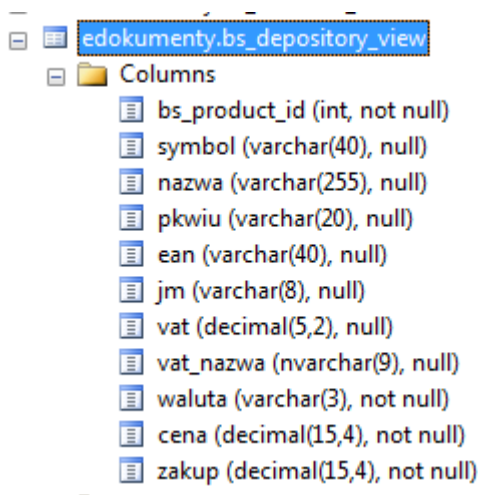 edokumenty.bs_depository_view
Columns
bs_product_id (int, not null)
symbol (varchar(40), null)
nazwa (varchar(255), null)
pkwiu (varchar(20), null)
ean (varchar(40), null)
jm (varchar(8), null)
vat (decimal(5,2), null)
vat_nazwa (nvarchar(9), null)
waluta (varchar(3), not null)
cena (decimal(15,4), not null)
zakup (decimal(15,4), not null)